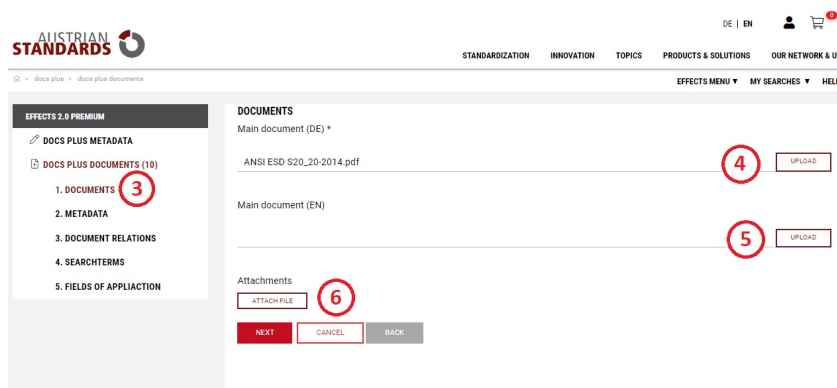 DE | EN
0
AUSTRIAN
STANDARDS
STANDARDIZATION INNOVATION TOPICS PRODUCTS & SOLUTIONS OUR NETWORK & U
docs plus » docs plus documents
EFFECTS MENU ▼ MY SEARCHES ▼ HEL
EFFECTS 2.0 PREMIUM
DOCS PLUS METADATA
DOCS PLUS DOCUMENTS (10)
1. DOCUMENTS 3
2. METADATA
3. DOCUMENT RELATIONS
4. SEARCHTERMS
5. FIELDS OF APPLIACTION
DOCUMENTS
Main document (DE) *
ANSI ESD S20_20-2014.pdf 4 UPLOAD
Main document (EN)
5 UPLOAD
Attachments
ATTACH FILE 6
NEXT CANCEL BACK